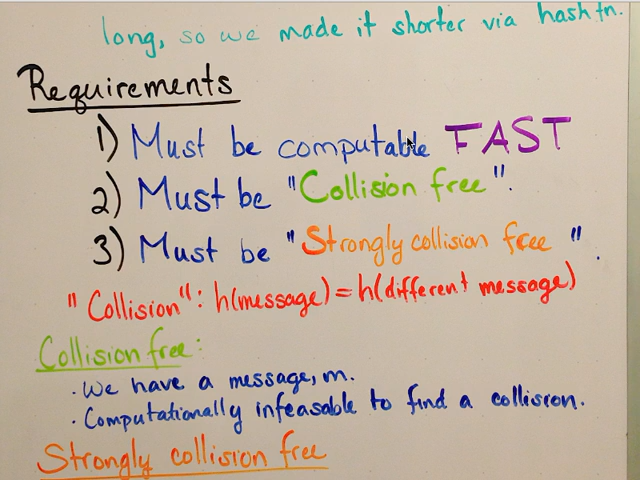 long, so we made it shorter via hash fn.
Requirements
1) Must be computable FAST
2) Must be "Collision free".
3) Must be "Strongly collision free".
"Collision": h(message) = h(different message)
Collision free:
· We have a message, m.
· Computationally infeasable to find a collision.
Strongly collision free